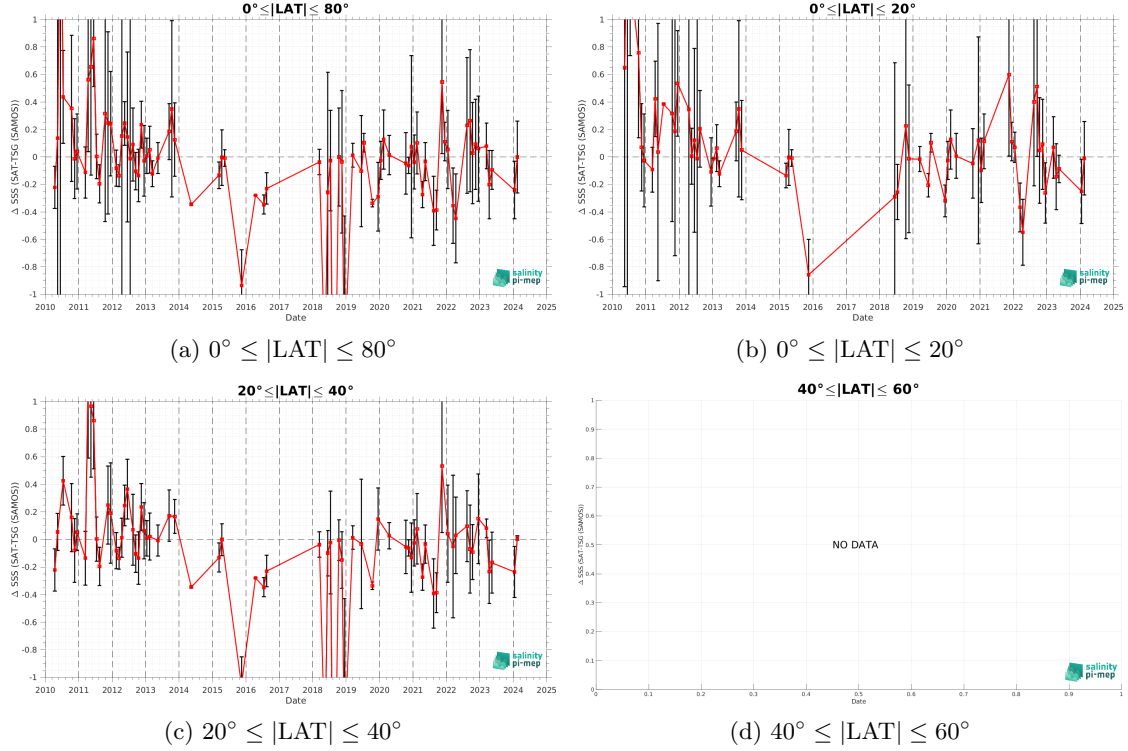 0°≤|LAT|≤ 80°
Δ SSS (SAT-TSG (SAMOS))
1
0.8
0.6
0.4
0.2
0
-0.2
-0.4
-0.6
-0.8
-1
2010 2011 2012 2013 2014 2015 2016 2017 2018 2019 2020 2021 2022 2023 2024 2025
Date
salinity
pi-mep
(a) 0° ≤ |LAT| ≤ 80°
0°≤|LAT|≤ 20°
Δ SSS (SAT-TSG (SAMOS))
1
0.8
0.6
0.4
0.2
0
-0.2
-0.4
-0.6
-0.8
-1
2010 2011 2012 2013 2014 2015 2016 2017 2018 2019 2020 2021 2022 2023 2024 2025
Date
salinity
pi-mep
(b) 0° ≤ |LAT| ≤ 20°
20°≤|LAT|≤ 40°
Δ SSS (SAT-TSG (SAMOS))
1
0.8
0.6
0.4
0.2
0
-0.2
-0.4
-0.6
-0.8
-1
2010 2011 2012 2013 2014 2015 2016 2017 2018 2019 2020 2021 2022 2023 2024 2025
Date
salinity
pi-mep
(c) 20° ≤ |LAT| ≤ 40°
40°≤|LAT|≤ 60°
Δ SSS (SAT-TSG (SAMOS))
1
0.9
0.8
0.7
0.6
0.5
0.4
0.3
0.2
0.1
0
NO DATA
0 0.1 0.2 0.3 0.4 0.5 0.6 0.7 0.8 0.9 1
Date
salinity
pi-mep
(d) 40° ≤ |LAT| ≤ 60°